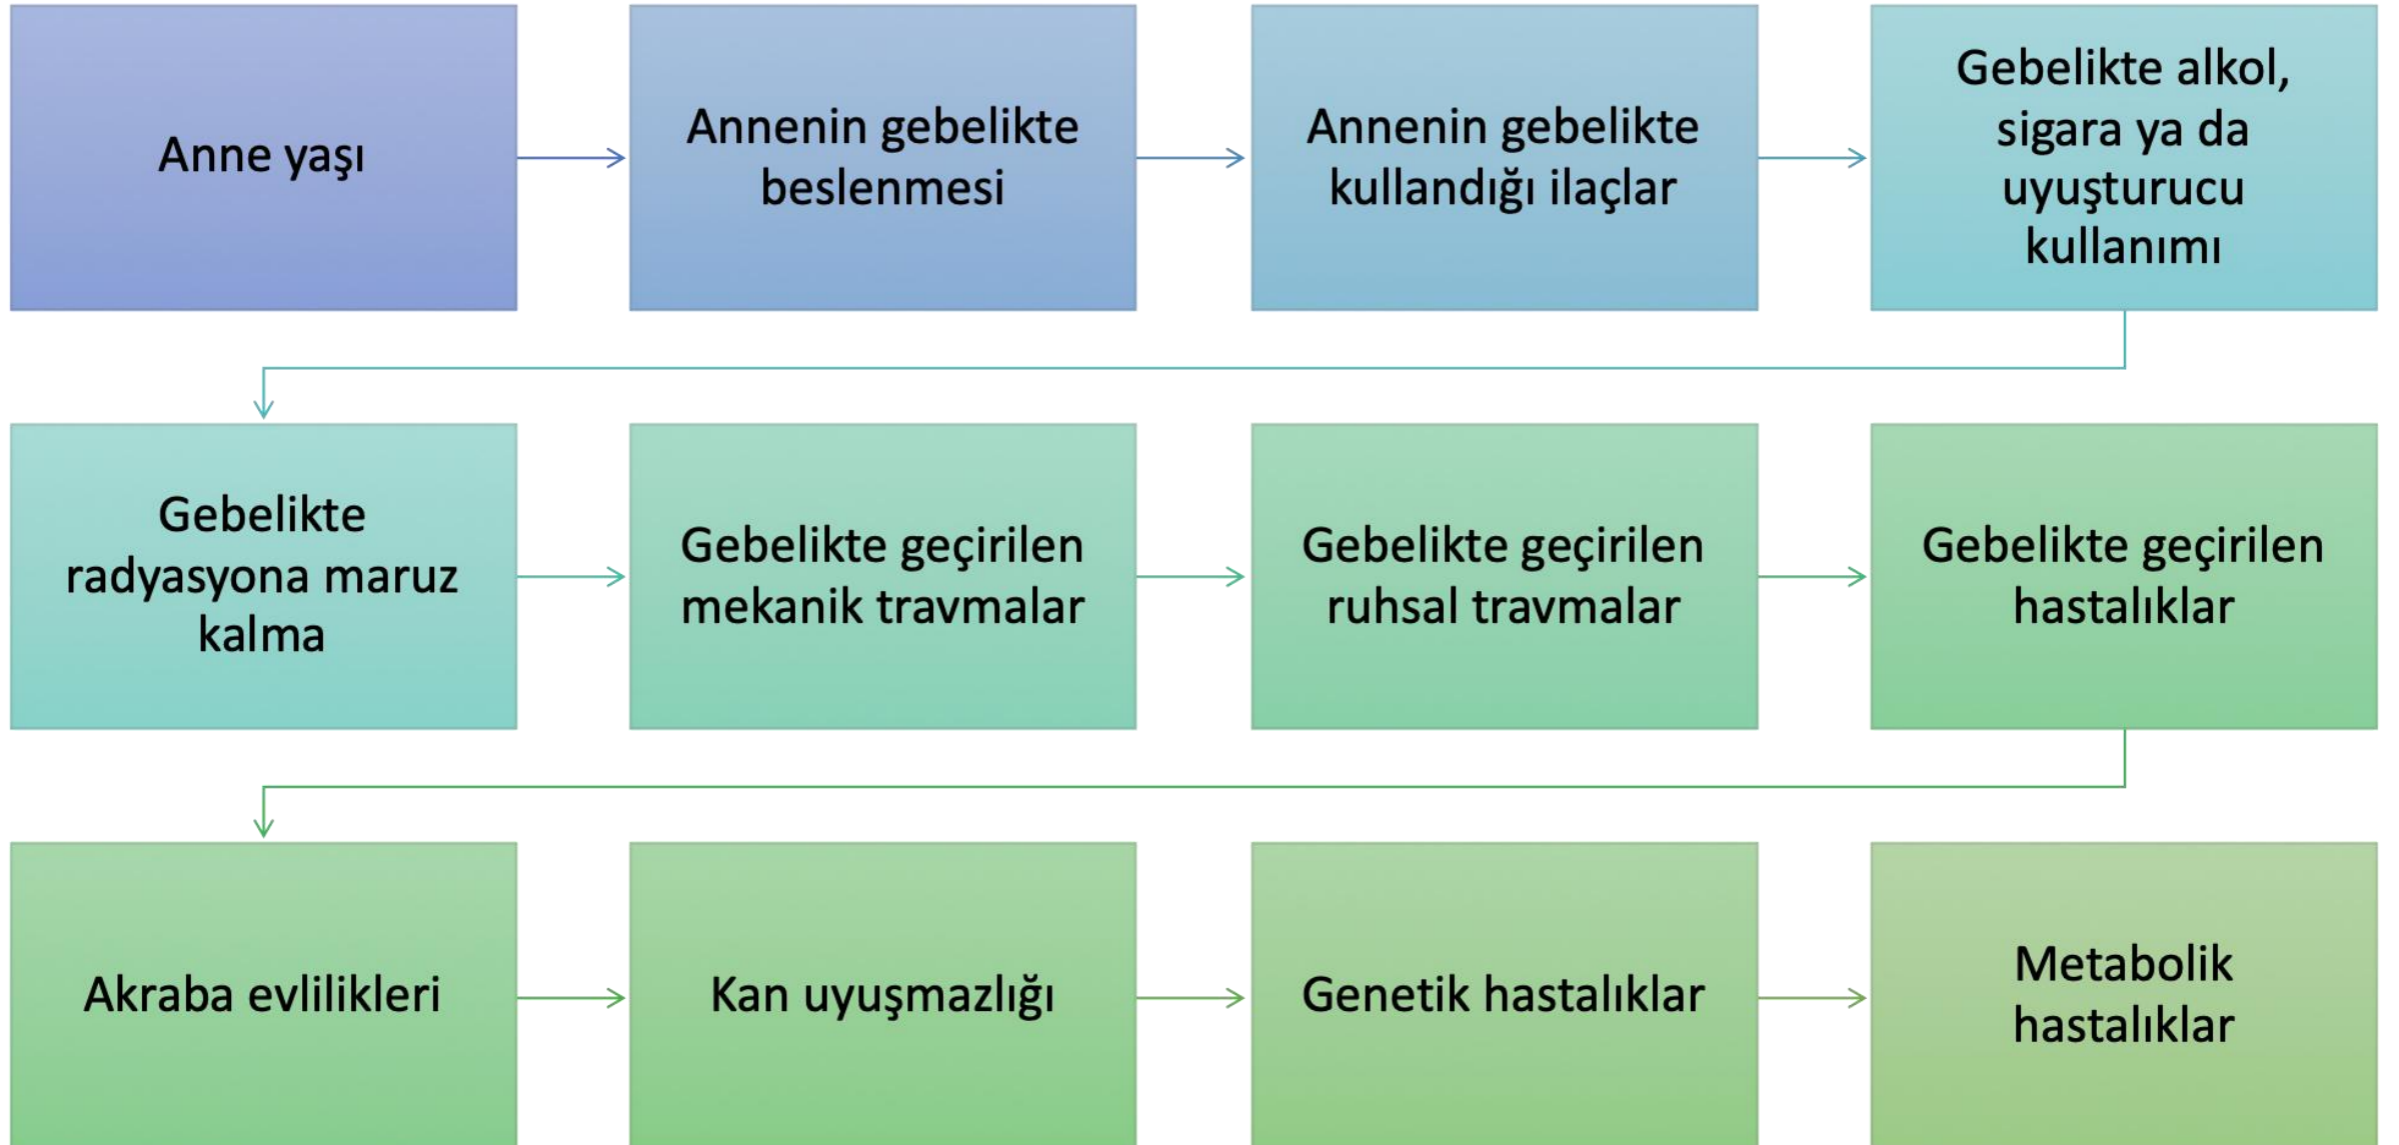 Anne yaşı
Annenin gebelikte
beslenmesi
Annenin gebelikte
kullandığı ilaçlar
Gebelikte alkol,
sigara ya da
uyuşturucu
kullanımı
Gebelikte
radyasyona maruz
kalma
Gebelikte geçirilen
mekanik travmalar
Gebelikte geçirilen
ruhsal travmalar
Gebelikte geçirilen
hastalıklar
Akraba evlilikleri
Kan uyuşmazlığı
Genetik hastalıklar
Metabolik
hastalıklar